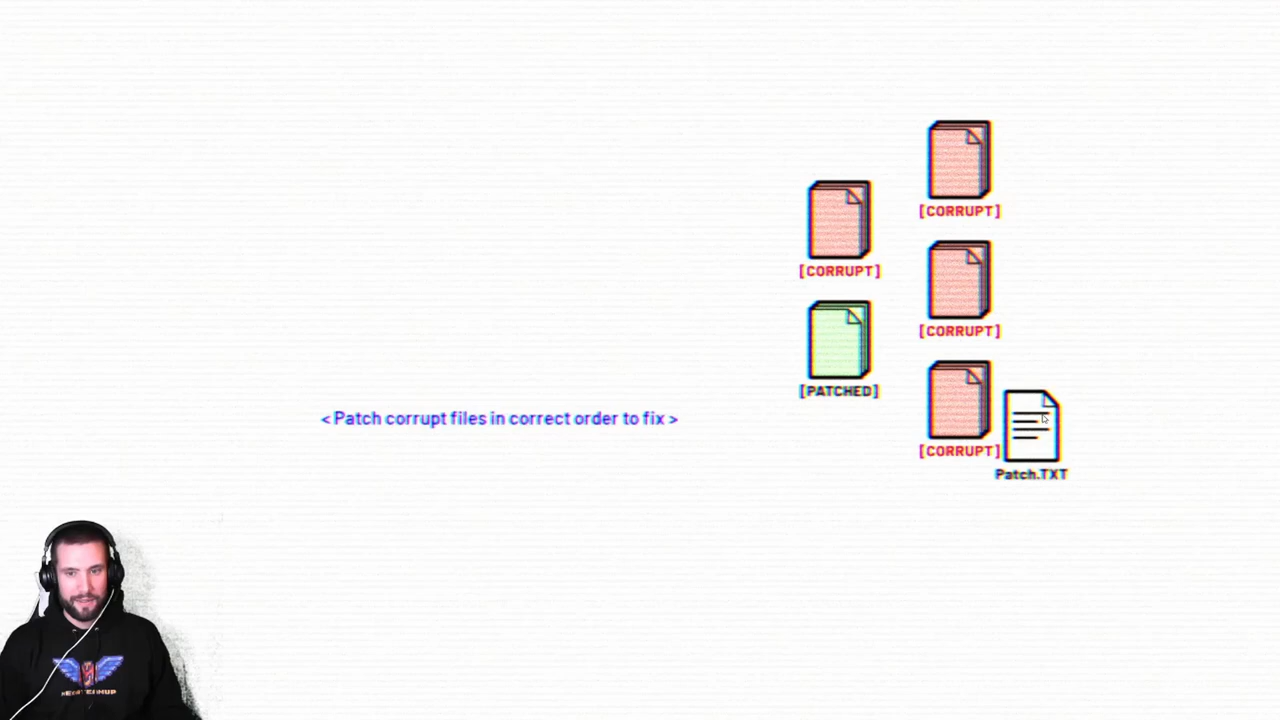 [CORRUPT]
[CORRUPT]
[CORRUPT]
[PATCHED]
< Patch corrupt files in correct order to fix >
[CORRUPT]
Patch.TXT